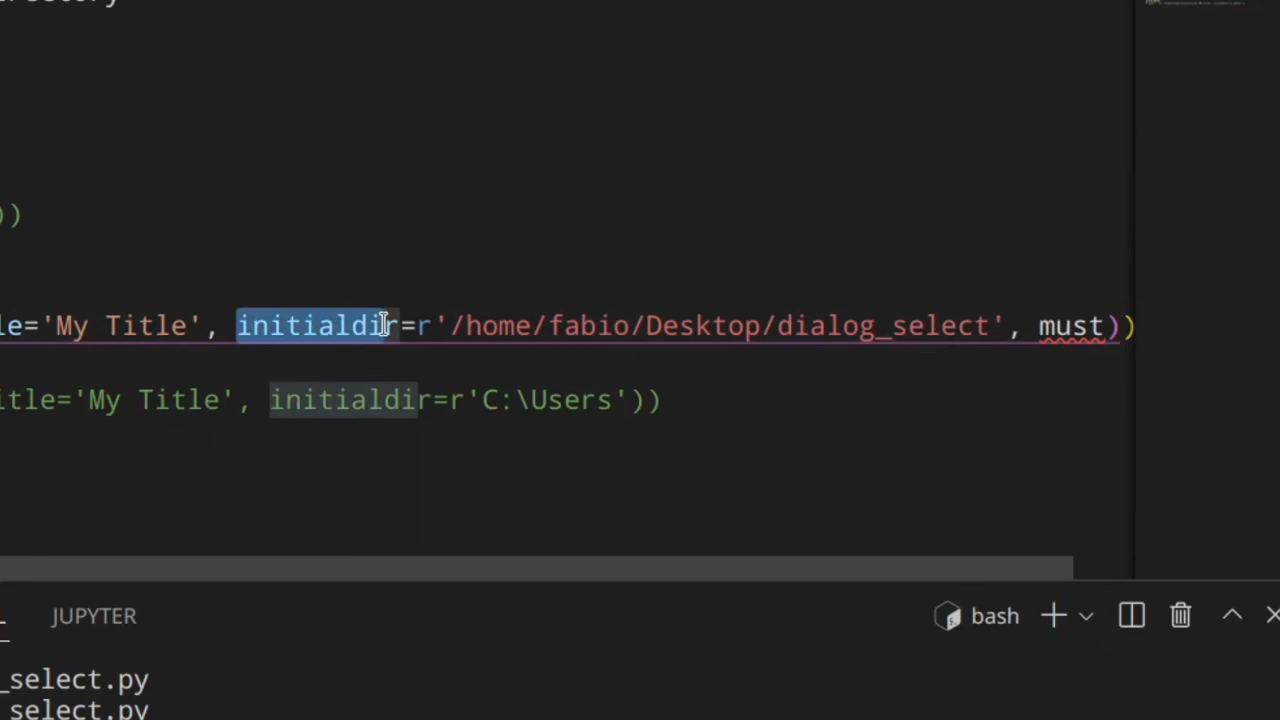 ))
le='My Title', initialdir=r'/home/fabio/Desktop/dialog_select', must))
itle='My Title', initialdir=r'C:\Users'))
JUPYTER
bash
_select.py
_select.py